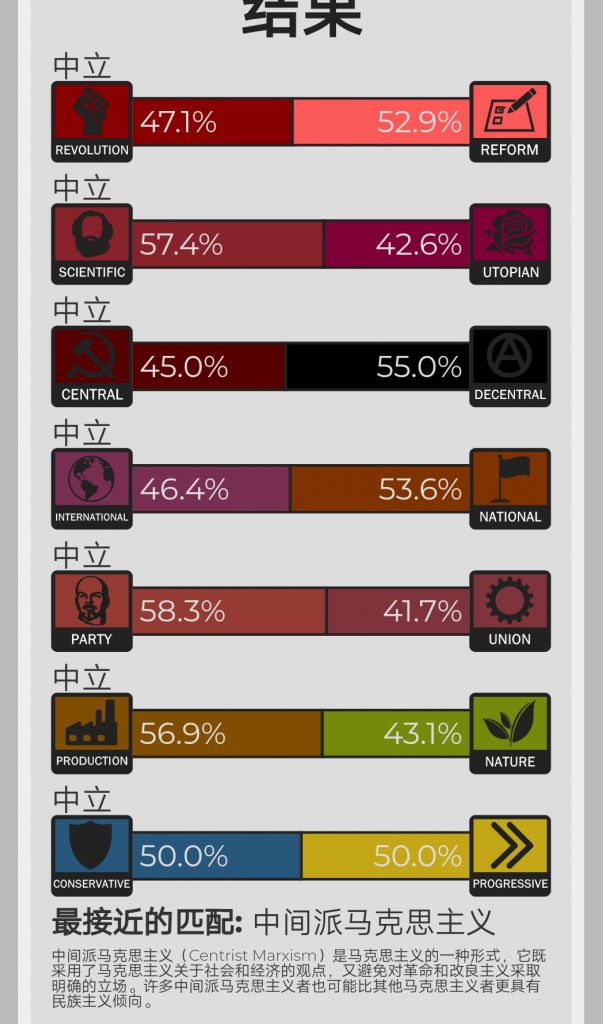 结果
中立
REVOLUTION 47.1% 52.9% REFORM
中立
SCIENTIFIC 57.4% 42.6% UTOPIAN
中立
CENTRAL 45.0% 55.0% DECENTRAL
中立
INTERNATIONAL 46.4% 53.6% NATIONAL
中立
PARTY 58.3% 41.7% UNION
中立
PRODUCTION 56.9% 43.1% NATURE
中立
CONSERVATIVE 50.0% 50.0% PROGRESSIVE
最接近的匹配: 中间派马克思主义
中间派马克思主义（Centrist Marxism）是马克思主义的一种形式，它既
采用了马克思主义关于社会和经济的观点，又避免对革命和改良主义采取
明确的立场。许多中间派马克思主义者也可能比其他马克思主义者更具有
民族主义倾向。